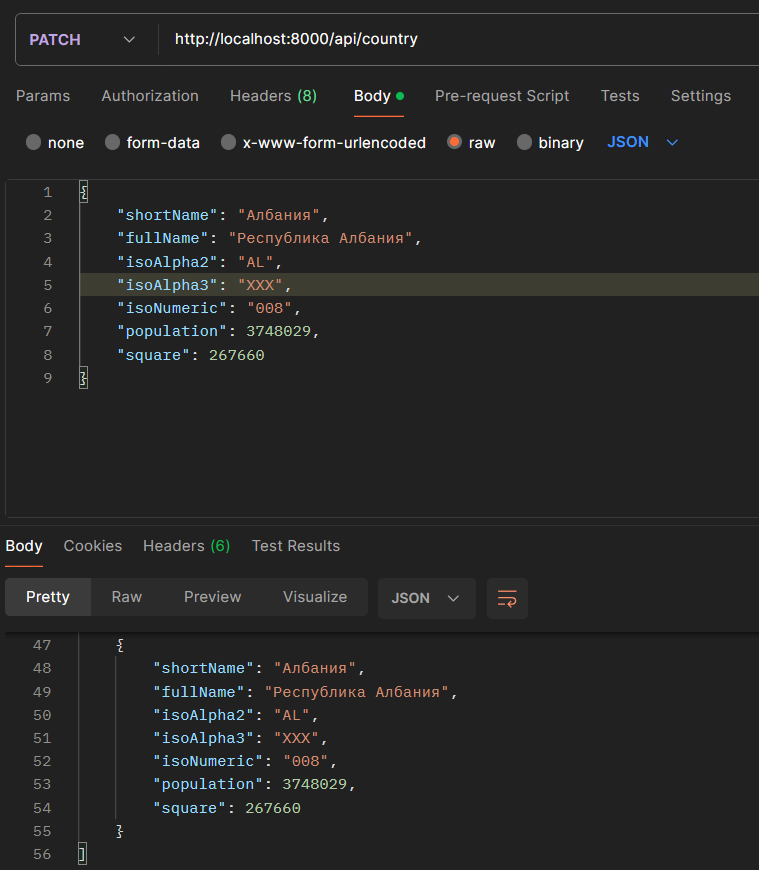 PATCH http://localhost:8000/api/country
Params Authorization Headers (8) Body Pre-request Script Tests Settings
none form-data x-www-form-urlencoded raw binary JSON
1 {
2 "shortName": "Албания",
3 "fullName": "Республика Албания",
4 "isoAlpha2": "AL",
5 "isoAlpha3": "XXX",
6 "isoNumeric": "008",
7 "population": 3748029,
8 "square": 267660
9 }
Body Cookies Headers (6) Test Results
Pretty Raw Preview Visualize JSON
47 {
48 "shortName": "Албания",
49 "fullName": "Республика Албания",
50 "isoAlpha2": "AL",
51 "isoAlpha3": "XXX",
52 "isoNumeric": "008",
53 "population": 3748029,
54 "square": 267660
55 }
56 ]